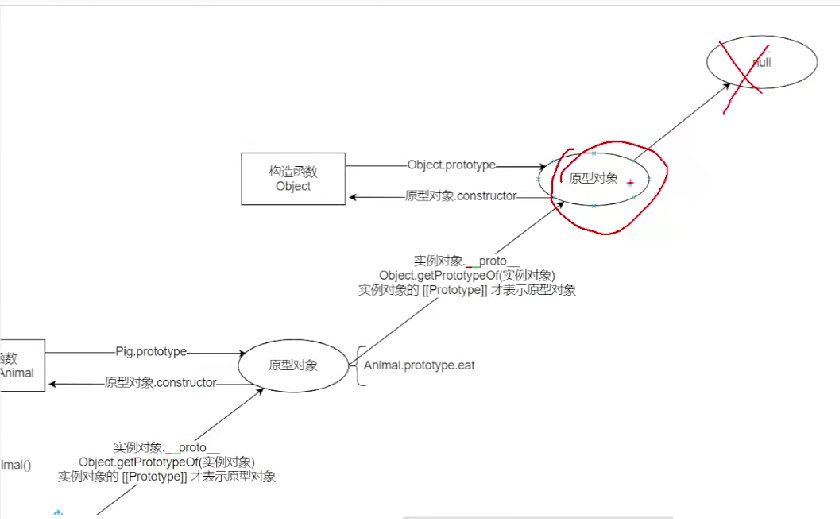 null
构造函数
Object
Object.prototype
原型对象.constructor
原型对象
实例对象.__proto__
Object.getPrototypeOf(实例对象)
实例对象的 [[Prototype]] 才表示原型对象
函数
Animal
Pig.prototype
原型对象.constructor
原型对象
Animal.prototype.eat
实例对象.__proto__
Object.getPrototypeOf(实例对象)
实例对象的 [[Prototype]] 才表示原型对象
imal()